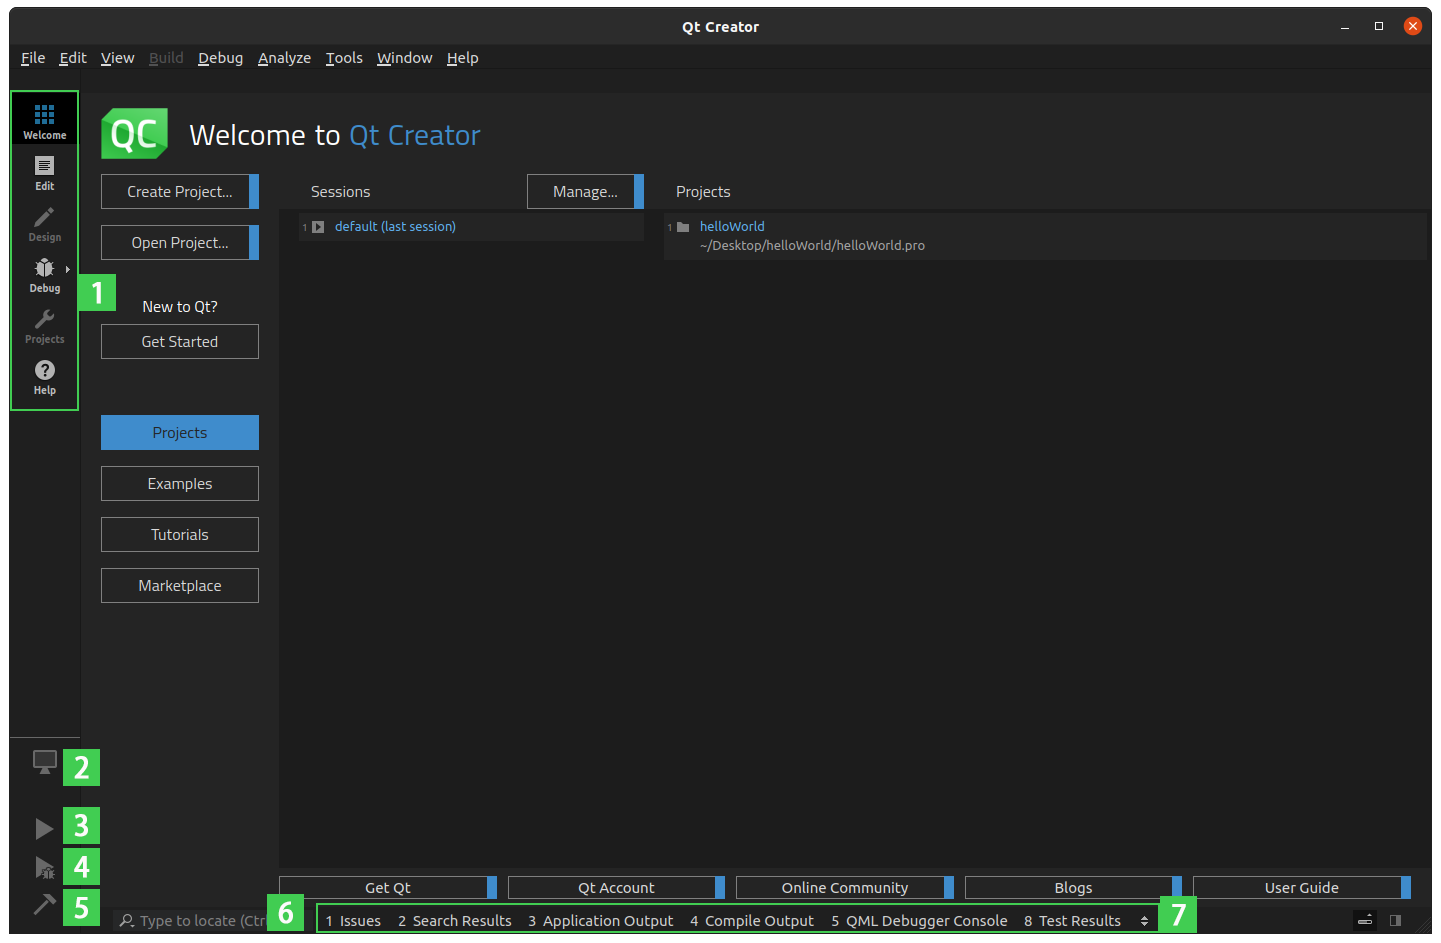 Qt Creator
File Edit View Build Debug Analyze Tools Window Help
Welcome
Edit
Design
Debug
Projects
Help
1
QC
Welcome to Qt Creator
Create Project...
Open Project...
New to Qt?
Get Started
Projects
Examples
Tutorials
Marketplace
Sessions
Manage...
1 default (last session)
Projects
1 helloWorld
~/Desktop/helloWorld/helloWorld.pro
2
3
4
5
Get Qt Qt Account Online Community Blogs User Guide
Type to locate (Ctr 6 1 Issues 2 Search Results 3 Application Output 4 Compile Output 5 QML Debugger Console 8 Test Results 7